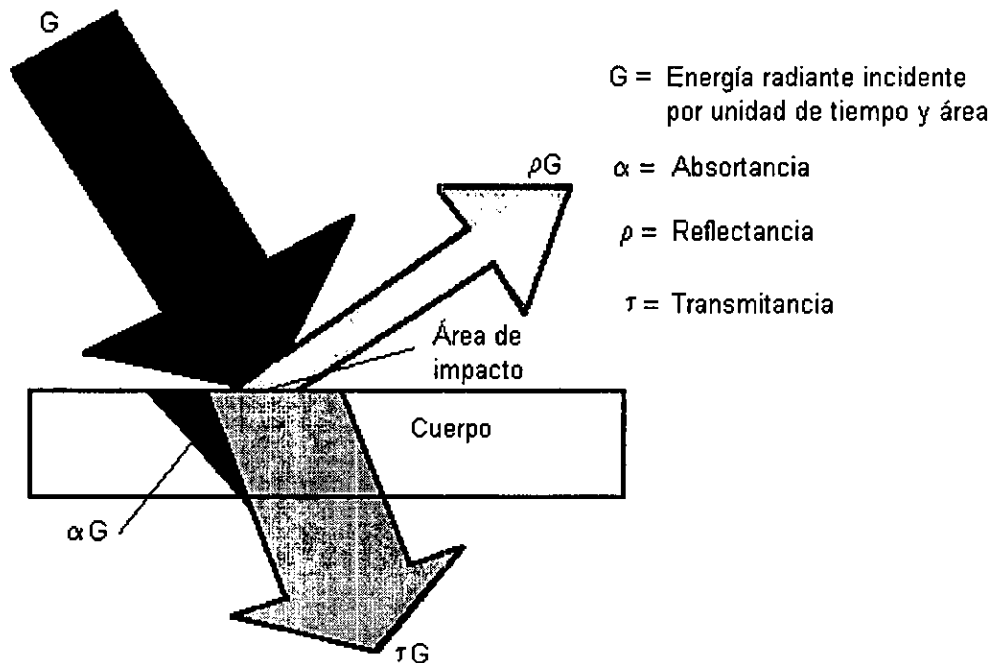 G
G = Energía radiante incidente
por unidad de tiempo y área
ρG
α = Absortancia
ρ = Reflectancia
τ = Transmitancia
Área de
impacto
Cuerpo
αG
τG